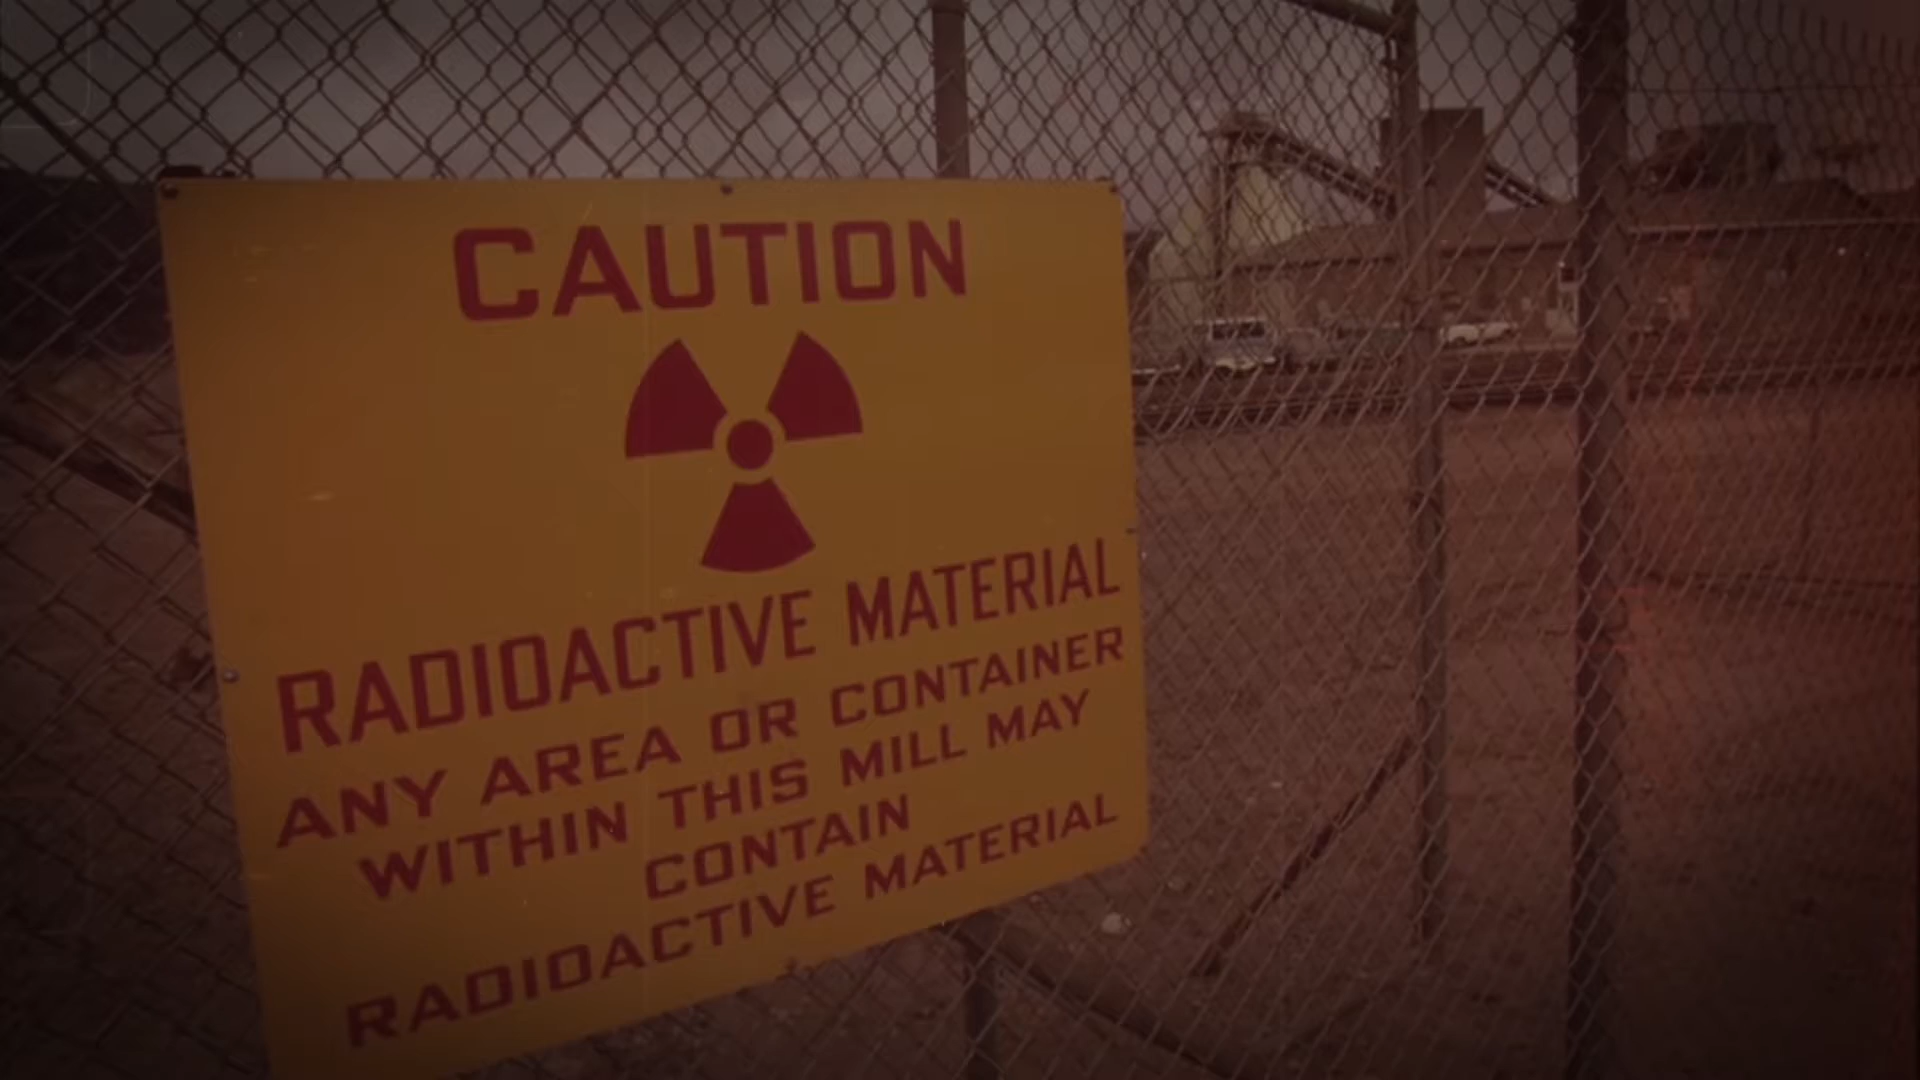 CAUTION
RADIOACTIVE MATERIAL
ANY AREA OR CONTAINER
WITHIN THIS MILL MAY
CONTAIN
RADIOACTIVE MATERIAL